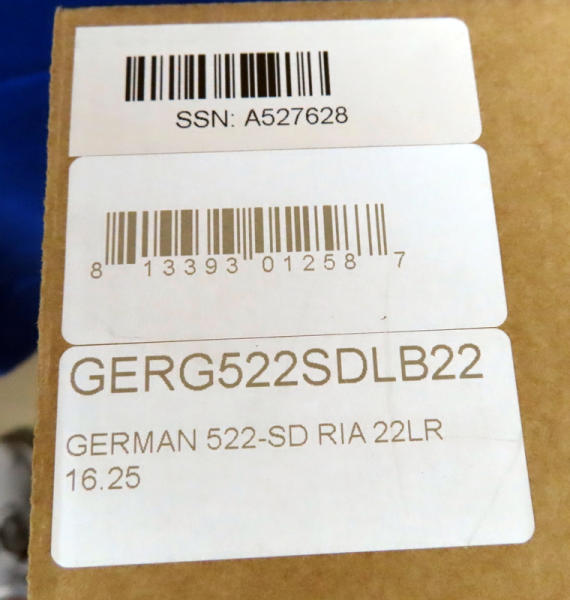 SSN: A527628
8 13393 01258 7
GERG522SDLB22
GERMAN 522-SD RIA 22LR
16.25